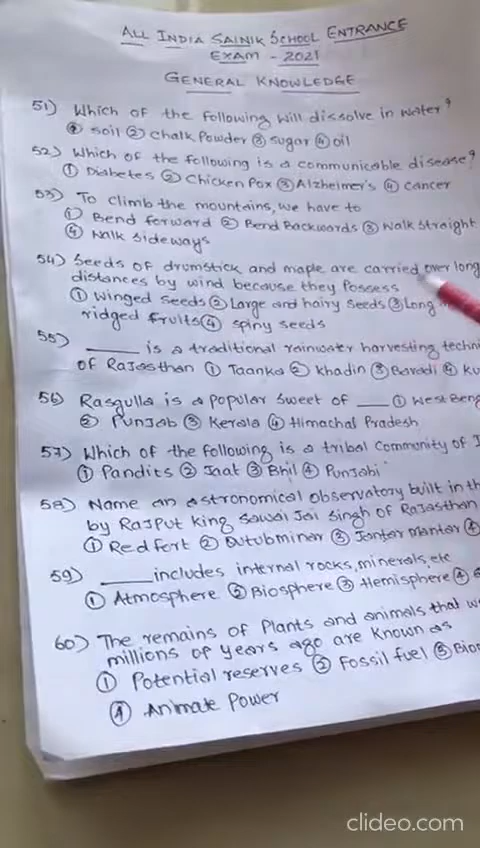 ALL INDIA SAINIK SCHOOL ENTRANCE
EXAM - 2021
GENERAL KNOWLEDGE
51) Which of the following will dissolve in water?
① Soil ② Chalk Powder ③ Sugar ④ oil
52) Which of the following is a communicable disease?
① Diabetes ② Chicken Pox ③ Alzheimer's ④ cancer
53) To climb the mountains, we have to
① Bend forward ② Bend Backwards ③ Walk Straight
④ Walk sideways
54) Seeds of drumstick and maple are carried over long
distances by wind because they Possess
① Winged Seeds ② Large and hairy Seeds ③ Long
ridged fruits ④ spiny seeds
55) ____ is a traditional rainwater harvesting techni
of Rajasthan ① Taanka ② Khadin ③ ④ Ku
56) Rasgulla is a popular sweet of ___ ① West Beng
② Punjab ③ Kerala ④ Himachal Pradesh
57) Which of the following is a tribal Community of I
① Pandits ② Jaat ③ Bhil ④ Punjabi
58) Name an astronomical observatory built in th
by Rajput King Sawai Jai Singh of Rajasthan
① Red fort ② Qutubminar ③ Jantar Mantar ④
59) ____ includes internal rocks, minerals, etc
① Atmosphere ② Biosphere ③ Hemisphere ④
60) The remains of Plants and animals that w
millions of years ago are known as
① Potential reserves ② Fossil fuel ③ Bio
④ Animate Power
clideo.com